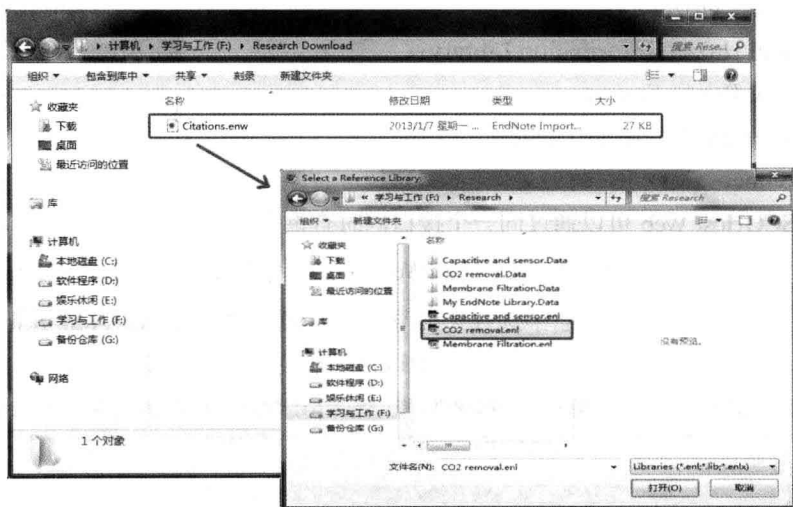 计算机 ▸ 学习与工作 (F:) ▸ Research Download
搜索 Rese...
组织 包含到库中 共享 刻录 新建文件夹
名称 修改日期 类型 大小
Citations.enw 2013/1/7 星期一 ... EndNote Import... 27 KB
收藏夹
下载
桌面
最近访问的位置
库
计算机
本地磁盘 (C:)
软件程序 (D:)
娱乐休闲 (E:)
学习与工作 (F:)
备份仓库 (G:)
网络
1 个对象
Select a Reference Library
« 学习与工作 (F:) ▸ Research ▸
搜索 Research
组织 新建文件夹
名称
收藏夹
下载
桌面
最近访问的位置
库
计算机
本地磁盘 (C:)
软件程序 (D:)
娱乐休闲 (E:)
学习与工作 (F:)
备份仓库 (G:)
Capacitive and sensor.Data
CO2 removal.Data
Membrane Filtration.Data
My EndNote Library.Data
Capacitive and sensor.enl
CO2 removal.enl
Membrane Filtration.enl
没有预览。
文件名(N): CO2 removal.enl
Libraries (*.enl;*.lib;*.enlx)
打开(O) 取消